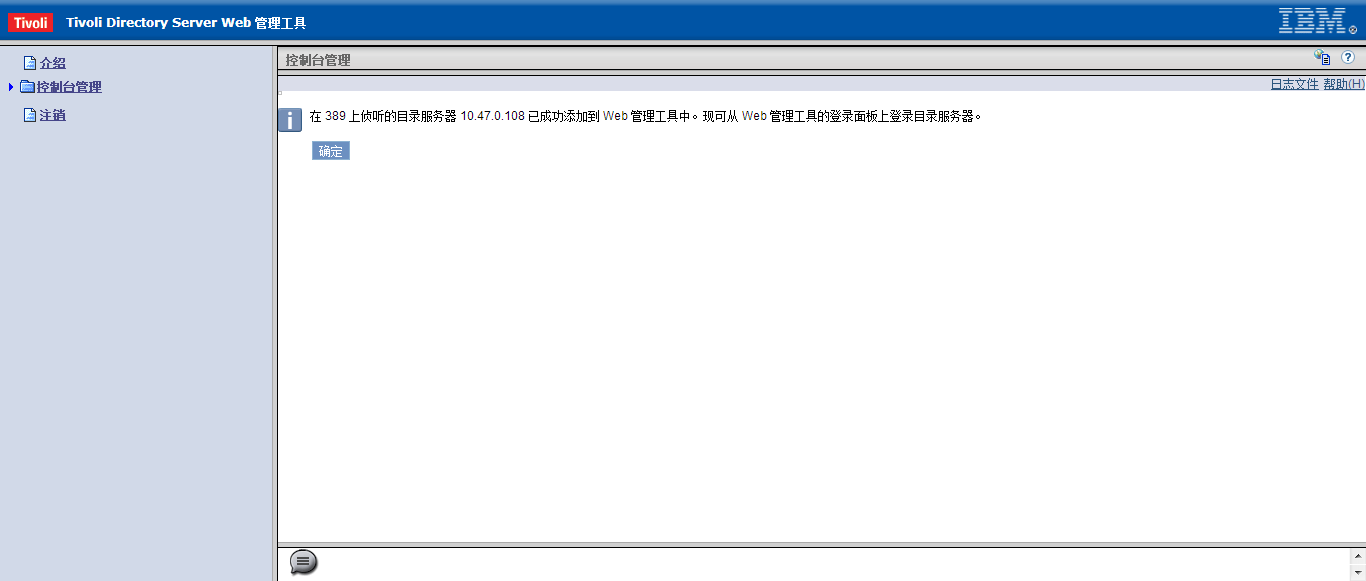 Tivoli Tivoli Directory Server Web 管理工具
IBM®
介绍
控制台管理
注销
控制台管理
日志文件 帮助(H)
在 389 上侦听的目录服务器 10.47.0.108 已成功添加到 Web 管理工具中。现可从 Web 管理工具的登录面板上登录目录服务器。
确定